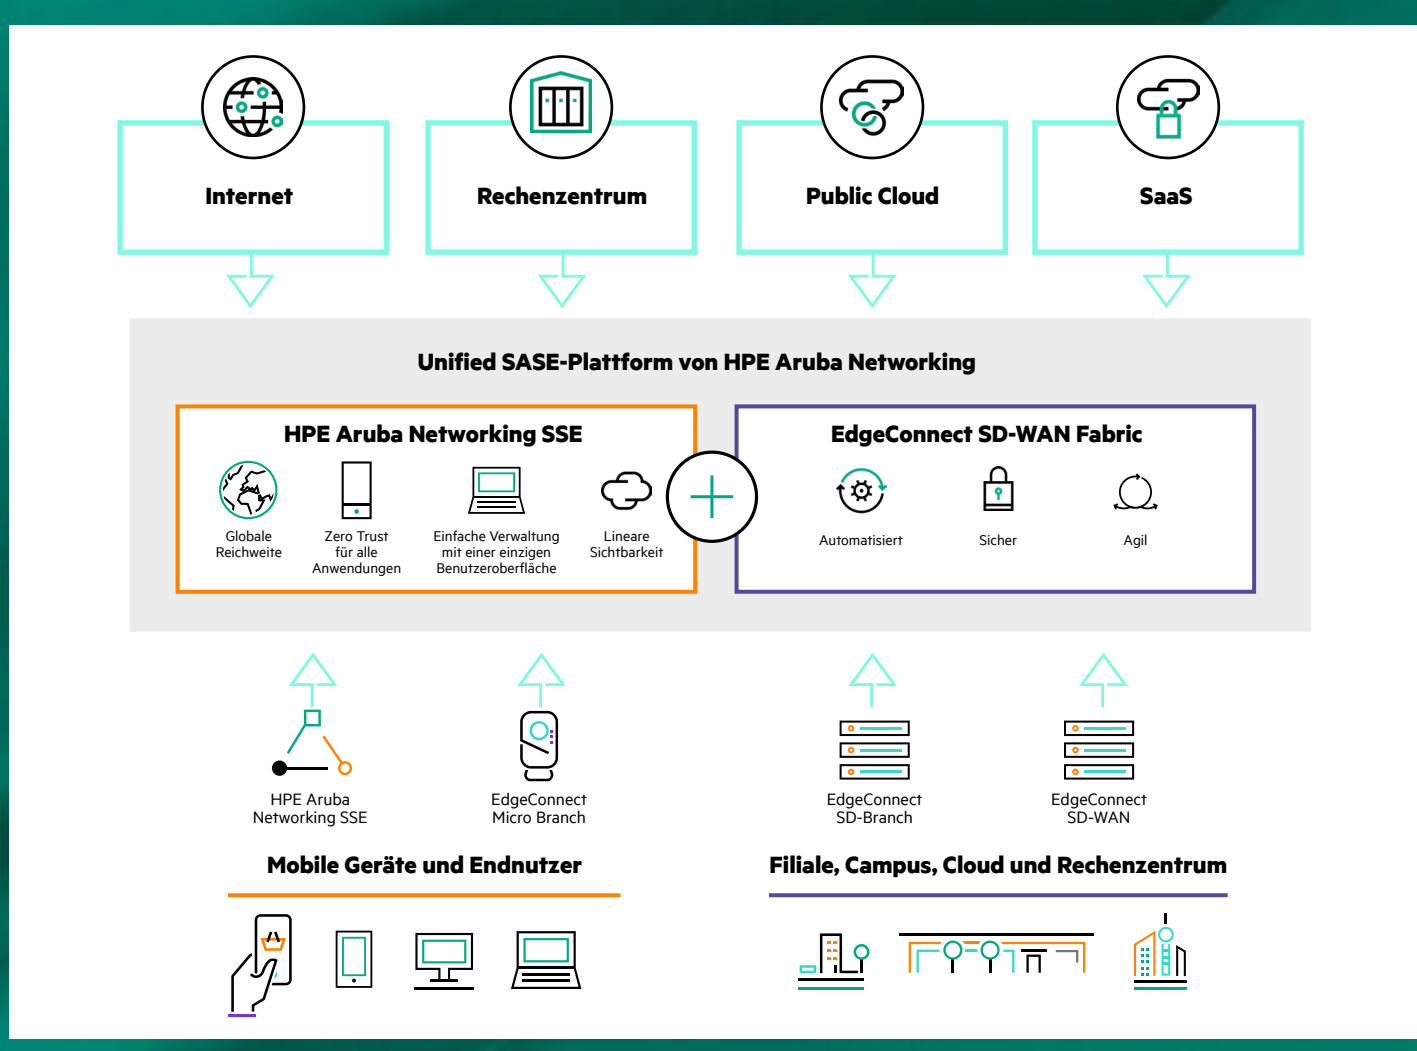 Internet
Rechenzentrum
Public Cloud
SaaS
Unified SASE-Plattform von HPE Aruba Networking
HPE Aruba Networking SSE
Globale
Reichweite
Zero Trust
für alle
Anwendungen
Einfache Verwaltung
mit einer einzigen
Benutzeroberfläche
Lineare
Sichtbarkeit
EdgeConnect SD-WAN Fabric
Automatisiert
Sicher
Agil
HPE Aruba
Networking SSE
EdgeConnect
Micro Branch
EdgeConnect
SD-Branch
EdgeConnect
SD-WAN
Mobile Geräte und Endnutzer
Filiale, Campus, Cloud und Rechenzentrum